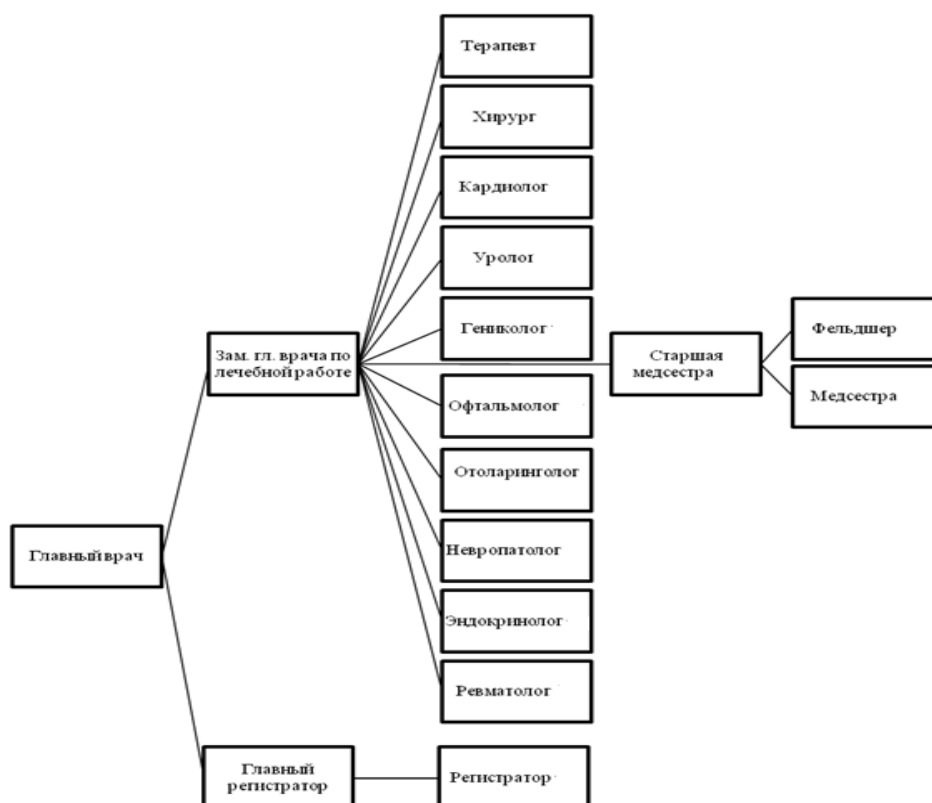 Терапевт
Хирург
Кардиолог
Уролог
Гениколог
Зам. гл. врача по
лечебной работе
Старшая
медсестра
Фельдшер
Медсестра
Офтальмолог
Отоларинголог
Главный врач
Невропатолог
Эндокринолог
Ревматолог
Главный
регистратор
Регистратор